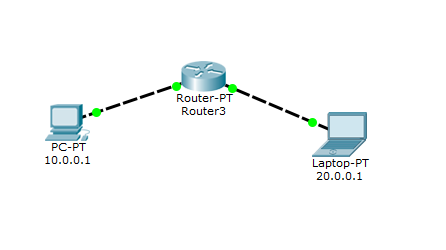 Router-PT
Router3
PC-PT
10.0.0.1
Laptop-PT
20.0.0.1